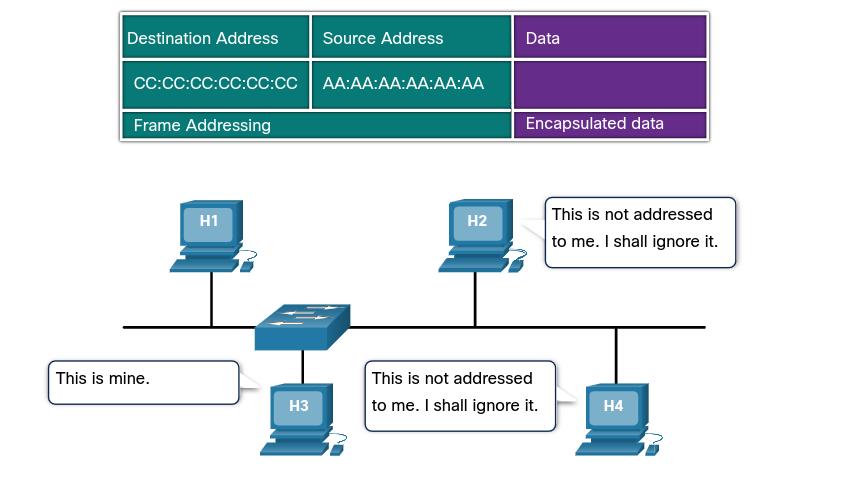 Destination Address Source Address Data
CC:CC:CC:CC:CC:CC AA:AA:AA:AA:AA:AA
Frame Addressing Encapsulated data
H1
H2
This is not addressed
to me. I shall ignore it.
This is mine.
H3
This is not addressed
to me. I shall ignore it.
H4